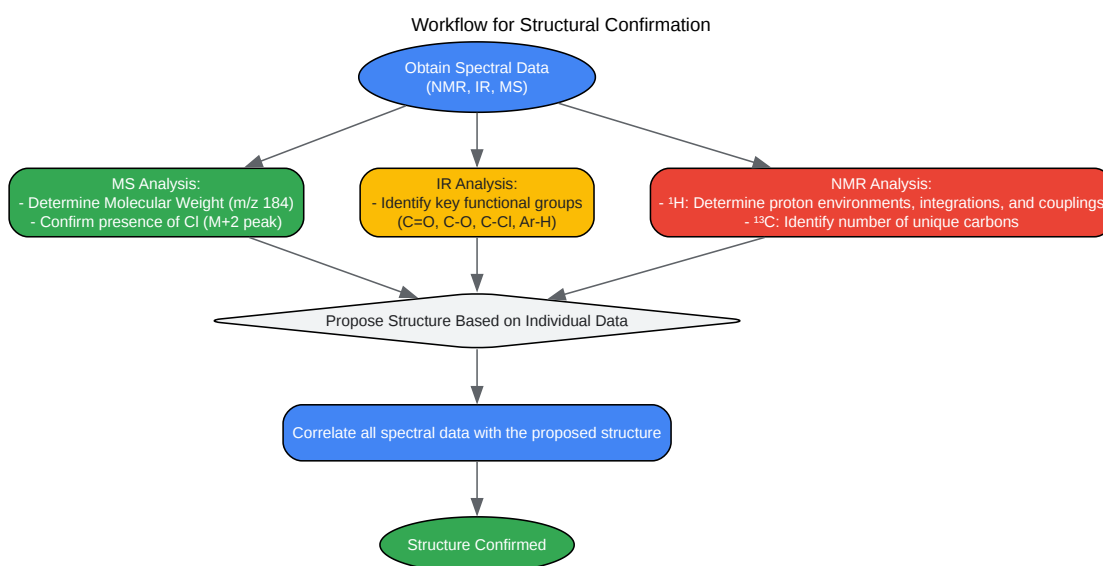 Workflow for Structural Confirmation
Obtain Spectral Data
(NMR, IR, MS)
MS Analysis:
- Determine Molecular Weight (m/z 184)
- Confirm presence of Cl (M+2 peak)
IR Analysis:
- Identify key functional groups
(C=O, C-O, C-Cl, Ar-H)
NMR Analysis:
- ¹H: Determine proton environments, integrations, and couplings
- ¹³C: Identify number of unique carbons
Propose Structure Based on Individual Data
Correlate all spectral data with the proposed structure
Structure Confirmed